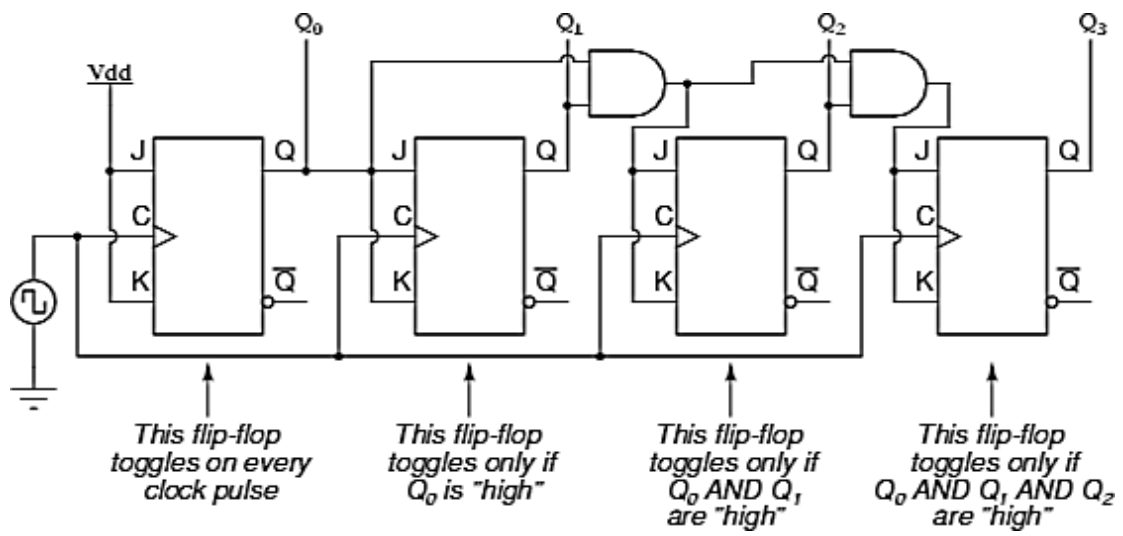 Q0 Q1 Q2 Q3
Vdd
J Q J Q J Q J Q
C C C C
K Q̅ K Q̅ K Q̅ K Q̅
This flip-flop
toggles on every
clock pulse
This flip-flop
toggles only if
Q0 is "high"
This flip-flop
toggles only if
Q0 AND Q1
are "high"
This flip-flop
toggles only if
Q0 AND Q1 AND Q2
are "high"